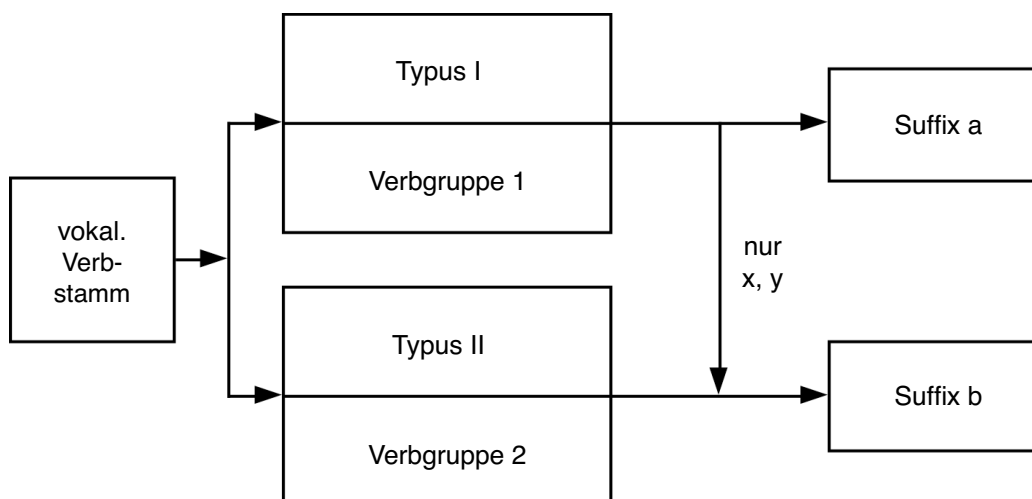 Typus I
Suffix a
Verbgruppe 1
vokal.
Verb-
stamm
nur
x, y
Typus II
Suffix b
Verbgruppe 2